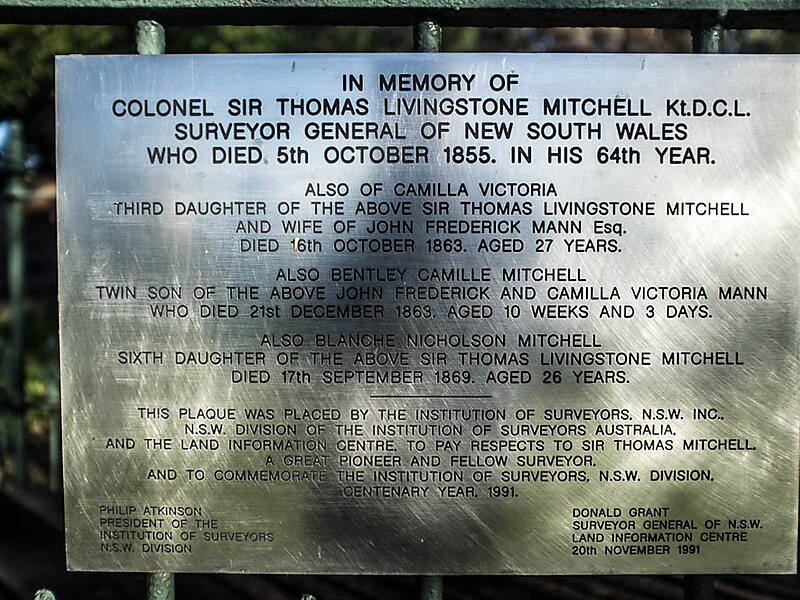 IN MEMORY OF
COLONEL SIR THOMAS LIVINGSTONE MITCHELL Kt.D.C.L.
SURVEYOR GENERAL OF NEW SOUTH WALES
WHO DIED 5th OCTOBER 1855. IN HIS 64th YEAR.
ALSO OF CAMILLA VICTORIA
THIRD DAUGHTER OF THE ABOVE SIR THOMAS LIVINGSTONE MITCHELL
AND WIFE OF JOHN FREDERICK MANN Esq.
DIED 16th OCTOBER 1863. AGED 27 YEARS.
ALSO BENTLEY CAMILLE MITCHELL
TWIN SON OF THE ABOVE JOHN FREDERICK AND CAMILLA VICTORIA MANN
WHO DIED 21st DECEMBER 1863. AGED 10 WEEKS AND 3 DAYS.
ALSO BLANCHE NICHOLSON MITCHELL
SIXTH DAUGHTER OF THE ABOVE SIR THOMAS LIVINGSTONE MITCHELL
DIED 17th SEPTEMBER 1869. AGED 26 YEARS.
THIS PLAQUE WAS PLACED BY THE INSTITUTION OF SURVEYORS, N.S.W. INC.,
N.S.W. DIVISION OF THE INSTITUTION OF SURVEYORS AUSTRALIA,
AND THE LAND INFORMATION CENTRE, TO PAY RESPECTS TO SIR THOMAS MITCHELL,
A GREAT PIONEER AND FELLOW SURVEYOR,
AND TO COMMEMORATE THE INSTITUTION OF SURVEYORS, N.S.W. DIVISION,
CENTENARY YEAR, 1991.
PHILIP ATKINSON
PRESIDENT OF THE
INSTITUTION OF SURVEYORS
N.S.W. DIVISION
DONALD GRANT
SURVEYOR GENERAL OF N.S.W.
LAND INFORMATION CENTRE
20th NOVEMBER 1991